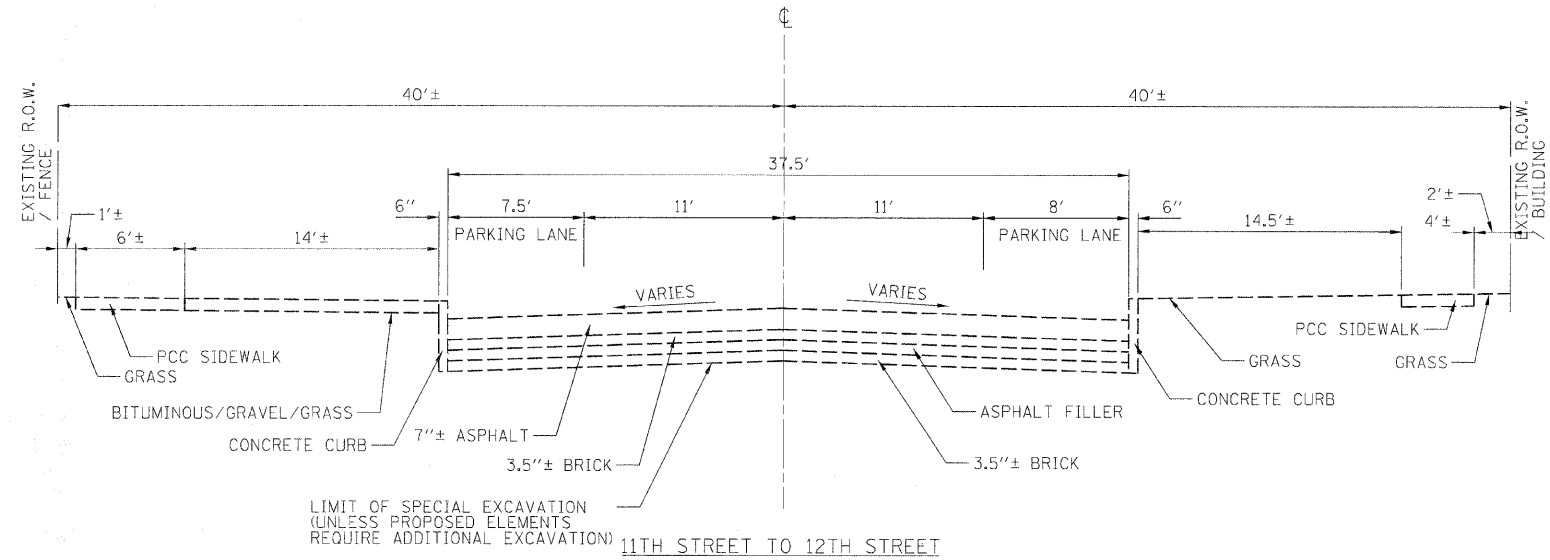 ℄
40'±
40'±
EXISTING R.O.W.
/ FENCE
EXISTING R.O.W.
/ BUILDING
37.5'
1'±
6'±
14'±
6"
7.5'
11'
11'
8'
6"
14.5'±
2'±
4'±
PARKING LANE
PARKING LANE
VARIES
VARIES
PCC SIDEWALK
GRASS
BITUMINOUS/GRAVEL/GRASS
CONCRETE CURB
7"± ASPHALT
3.5"± BRICK
LIMIT OF SPECIAL EXCAVATION
(UNLESS PROPOSED ELEMENTS
REQUIRE ADDITIONAL EXCAVATION)
PCC SIDEWALK
GRASS
GRASS
CONCRETE CURB
ASPHALT FILLER
3.5"± BRICK
11TH STREET TO 12TH STREET